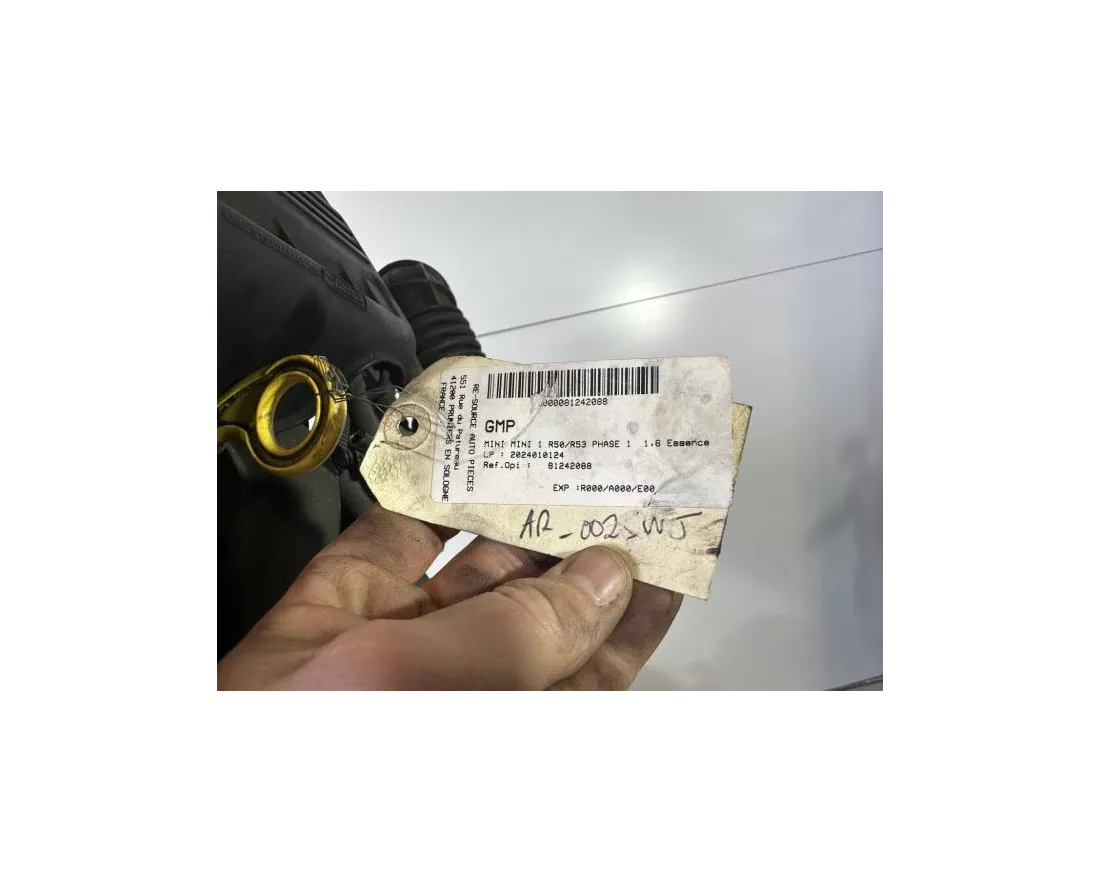 RE-SOURCE AUTO PIECES
551 Rue du Patureau
41200 PRUNIERS EN SOLOGNE
FRANCE
000081242088
GMP
MINI MINI 1 R50/R53 PHASE 1 1.6 Essence
LP : 2024010124
Ref.Opi : 81242088
EXP :R000/A000/E00